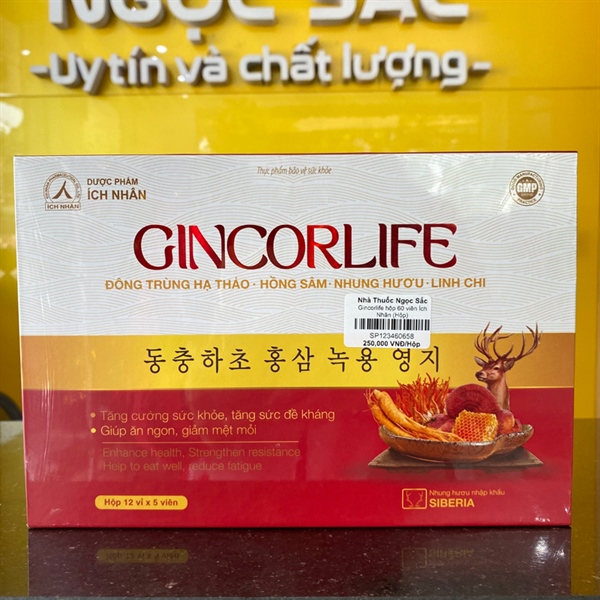 NGỌC SẮC
-Uy tín và chất lượng-
DƯỢC PHẨM
ÍCH NHÂN
ÍCH NHÂN
Thực phẩm bảo vệ sức khỏe
GMP
GINCORLIFE
ĐÔNG TRÙNG HẠ THẢO · HỒNG SÂM · NHUNG HƯƠU · LINH CHI
Nhà Thuốc Ngọc Sắc
Gincorlife hộp 60 viên Ích
Nhân (Hộp)
SP123460658
250,000 VNĐ/Hộp
동충하초 홍삼 녹용 영지
• Tăng cường sức khỏe, tăng sức đề kháng
• Giúp ăn ngon, giảm mệt mỏi
Enhance health, Strengthen resistance
Help to eat well, reduce fatigue
Hộp 12 vỉ x 5 viên
Nhung hươu nhập khẩu
SIBERIA